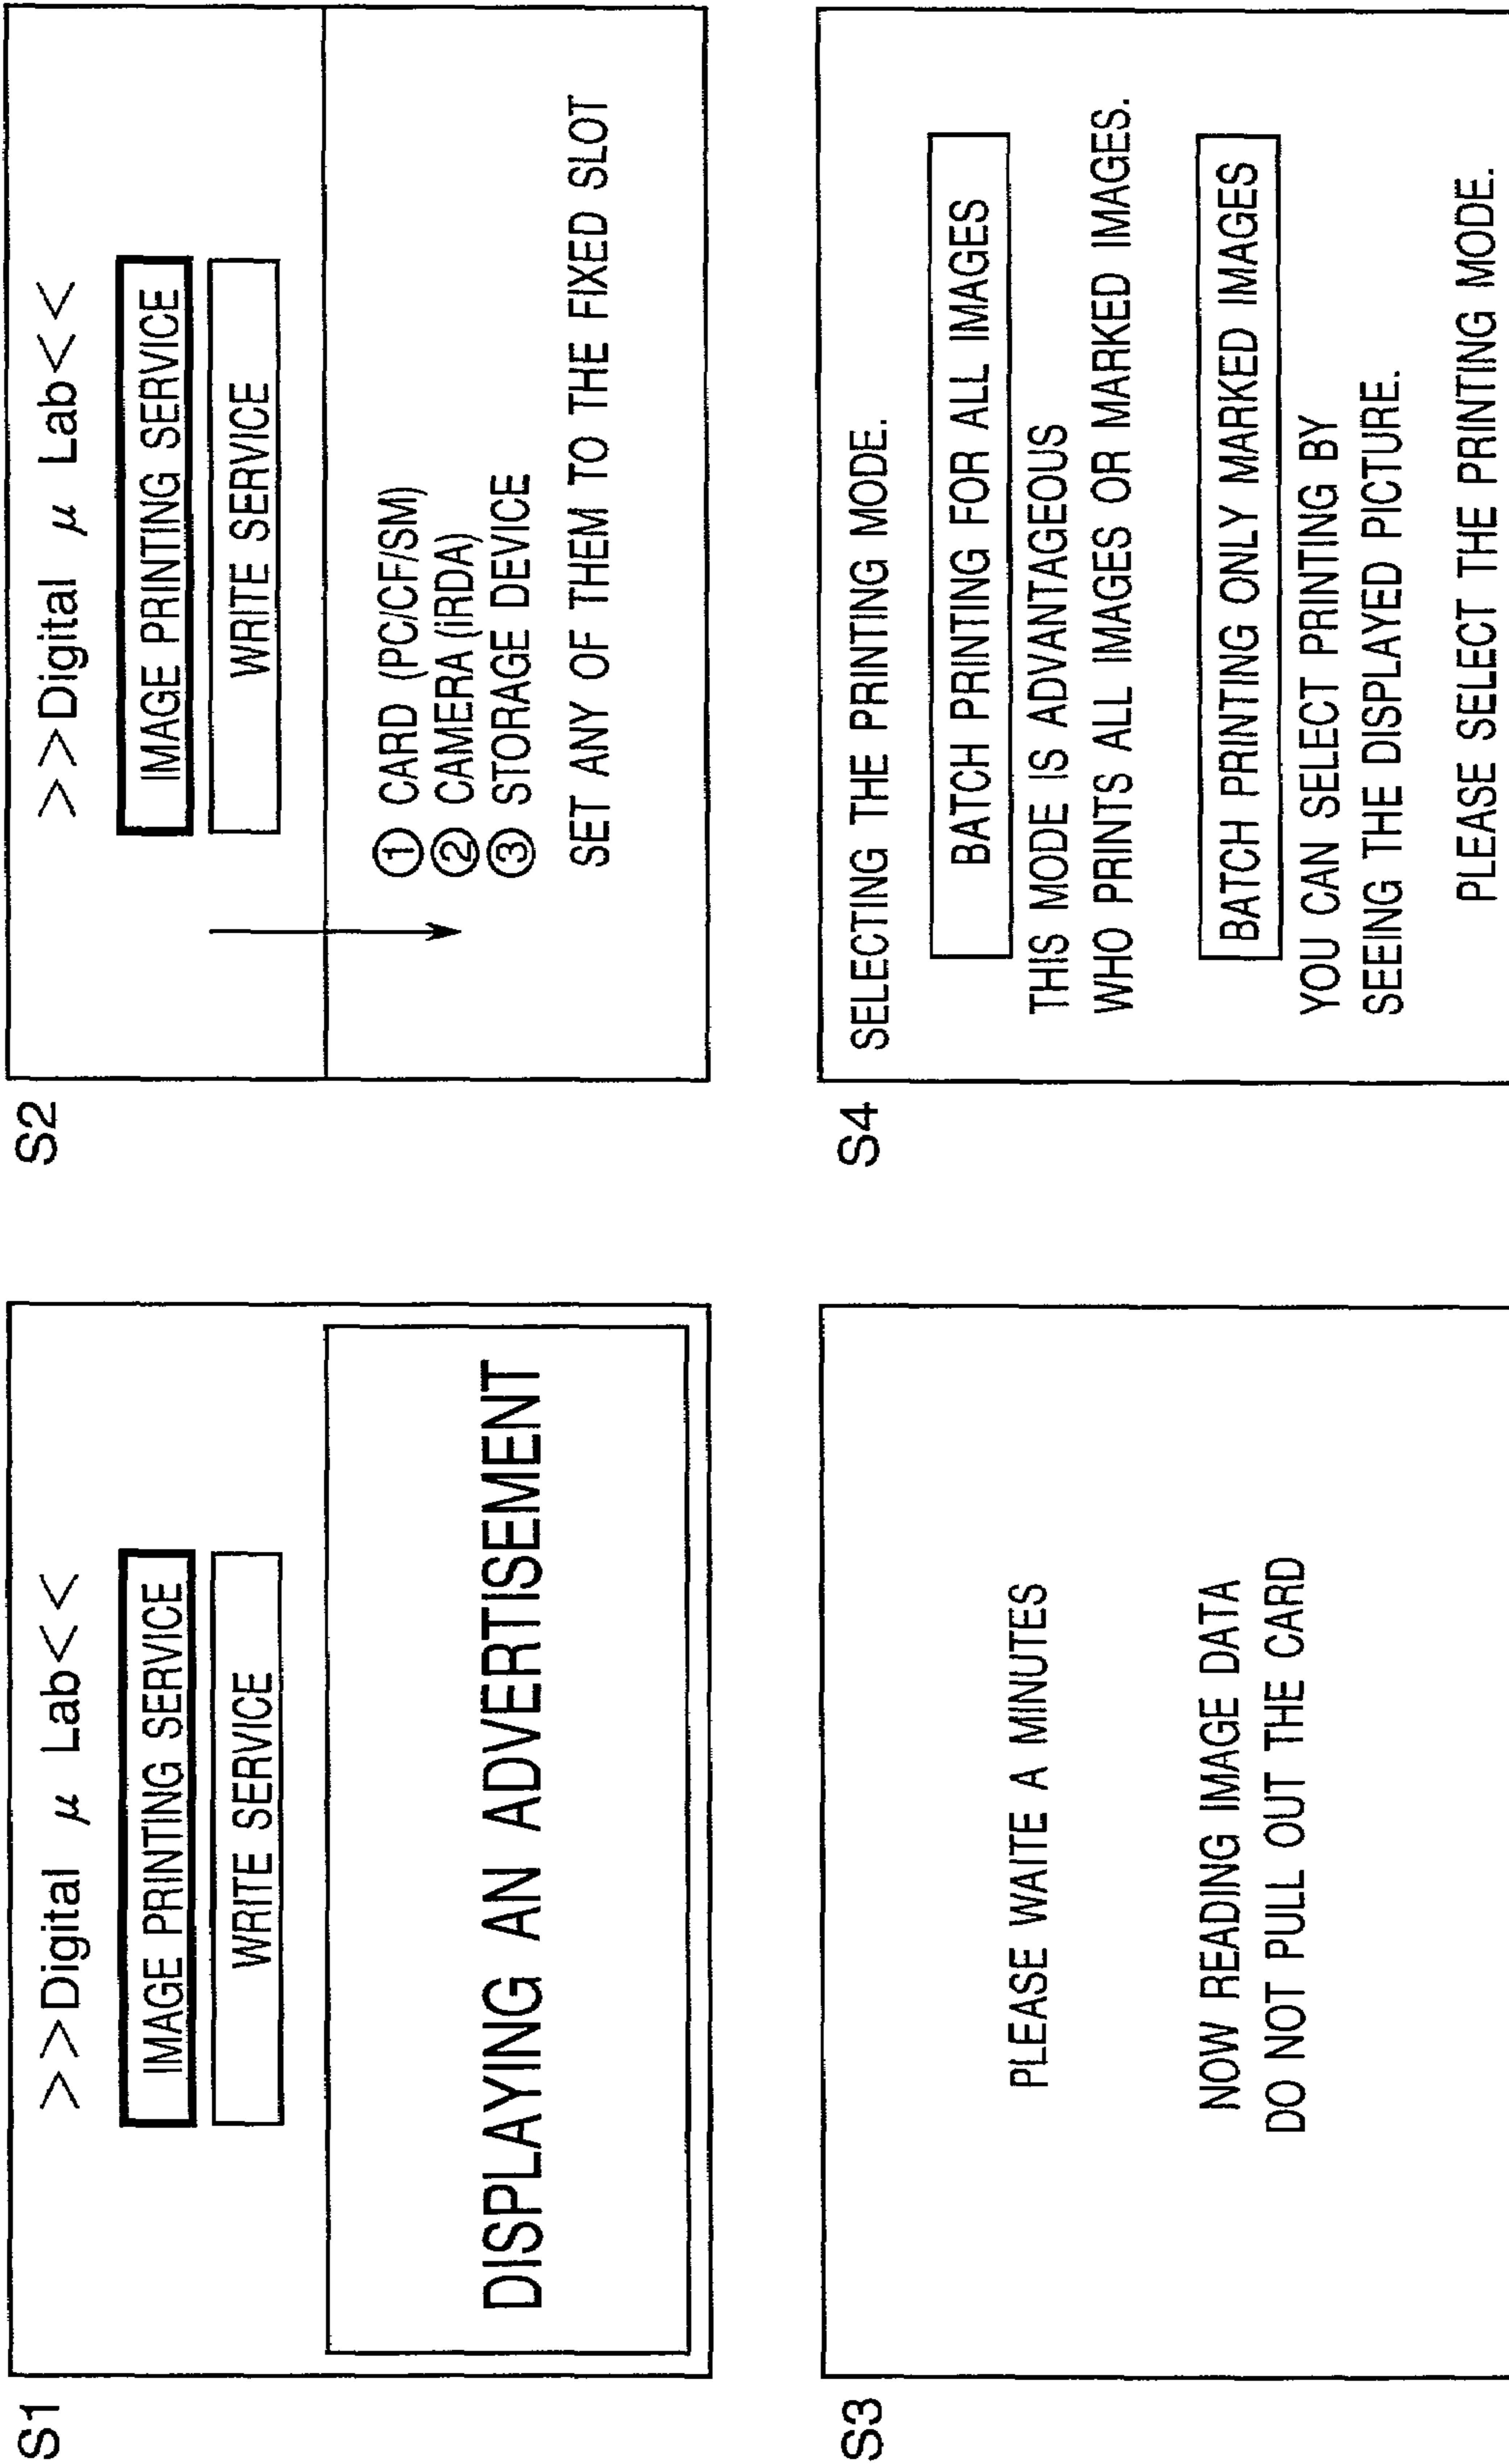 S1
>>Digital μ Lab<<
IMAGE PRINTING SERVICE
WRITE SERVICE
DISPLAYING AN ADVERTISEMENT
S2
>>Digital μ Lab<<
IMAGE PRINTING SERVICE
WRITE SERVICE
① CARD (PC/CF/SM)
② CAMERA (iRDA)
③ STORAGE DEVICE
SET ANY OF THEM TO THE FIXED SLOT
S3
PLEASE WAITE A MINUTES
NOW READING IMAGE DATA
DO NOT PULL OUT THE CARD
S4
SELECTING THE PRINTING MODE.
BATCH PRINTING FOR ALL IMAGES
THIS MODE IS ADVANTAGEOUS
WHO PRINTS ALL IMAGES OR MARKED IMAGES.
BATCH PRINTING ONLY MARKED IMAGES
YOU CAN SELECT PRINTING BY
SEEING THE DISPLAYED PICTURE.
PLEASE SELECT THE PRINTING MODE.